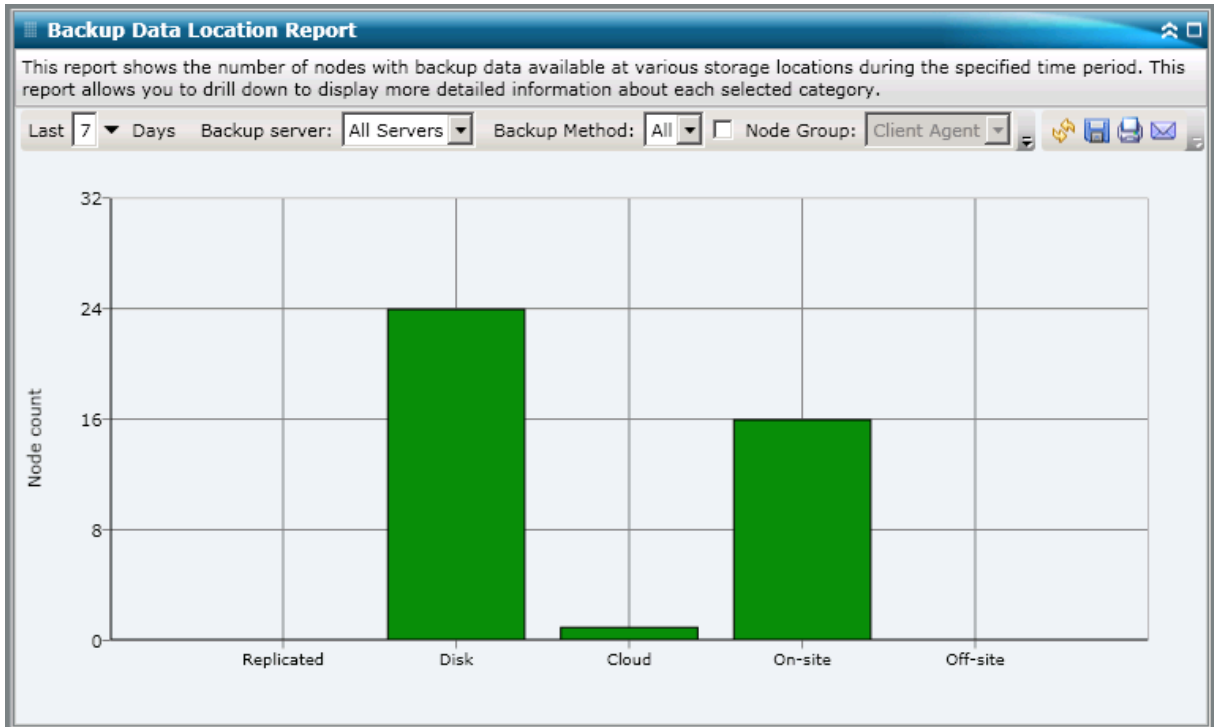 Backup Data Location Report
This report shows the number of nodes with backup data available at various storage locations during the specified time period. This
report allows you to drill down to display more detailed information about each selected category.
Last 7 Days Backup server: All Servers Backup Method: All Node Group: Client Agent
32
24
16
8
0
Node count
Replicated Disk Cloud On-site Off-site